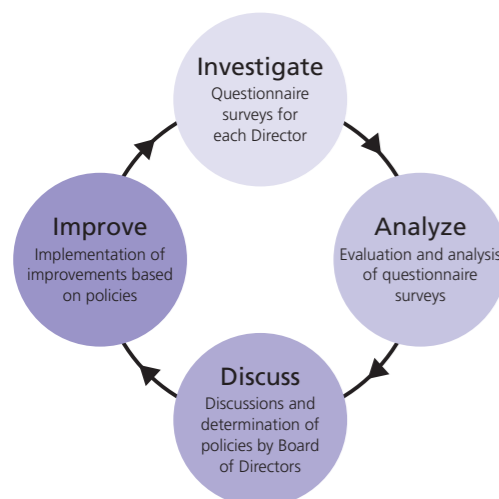 Investigate
Questionnaire
surveys for
each Director
Analyze
Evaluation and analysis
of questionnaire
surveys
Discuss
Discussions and
determination of
policies by Board
of Directors
Improve
Implementation of
improvements based
on policies